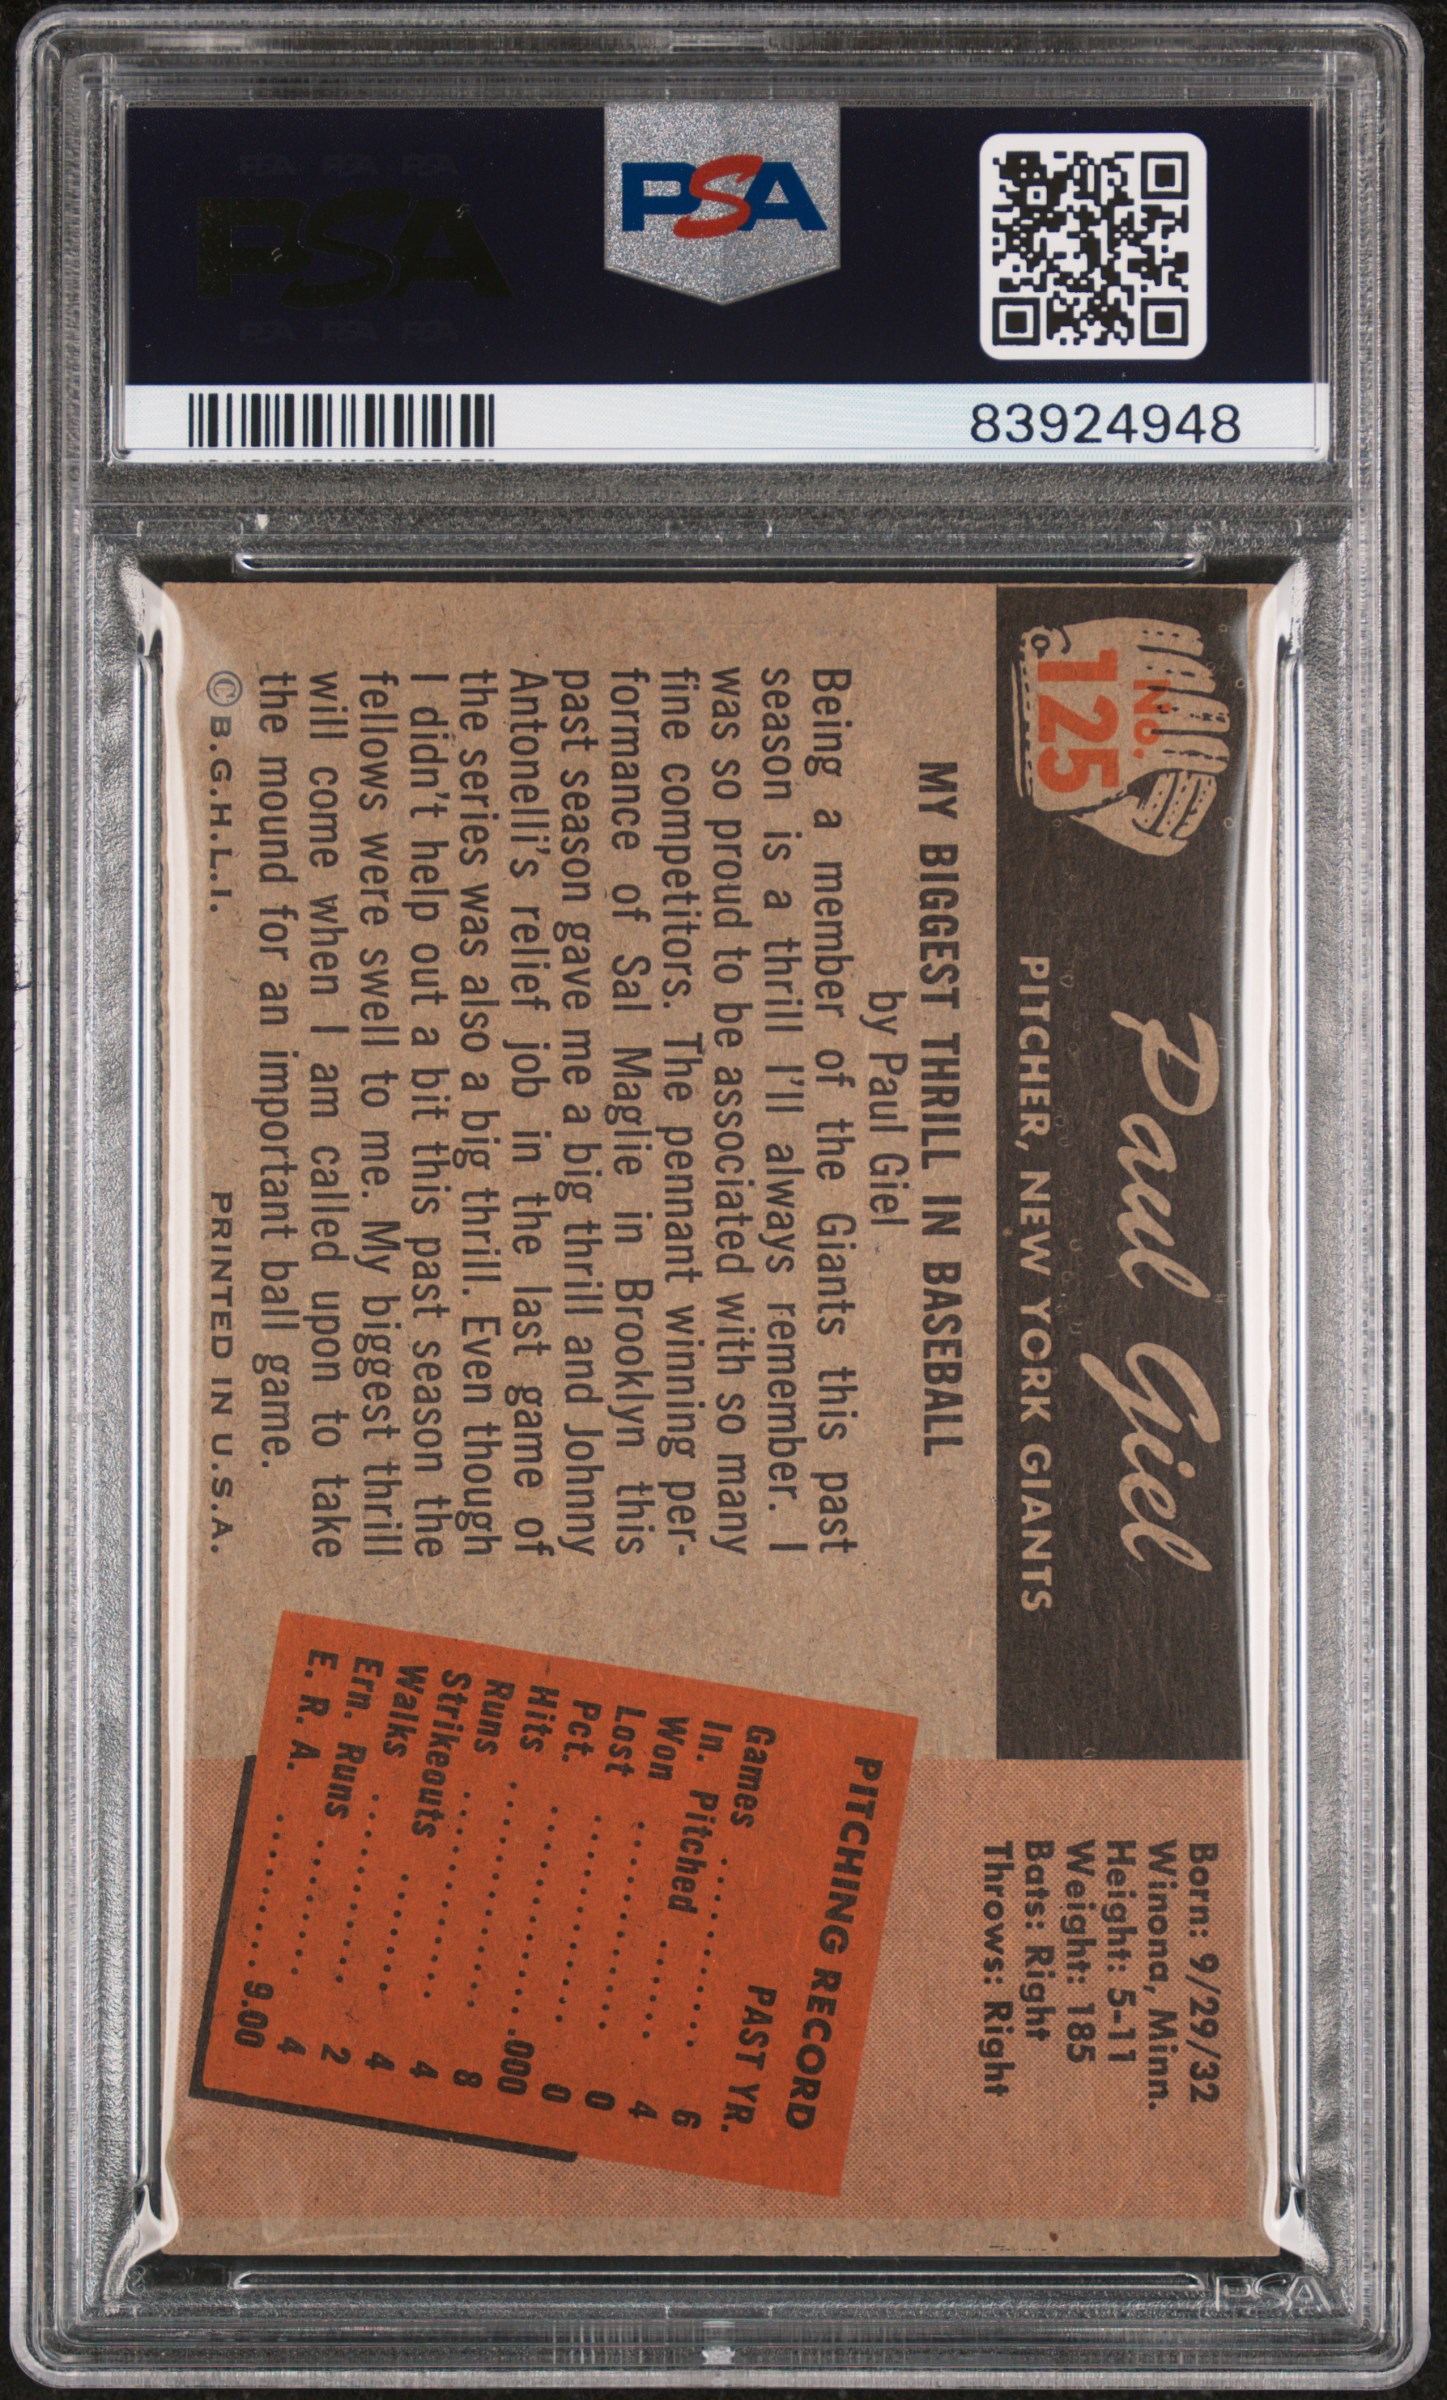 PSA PSA PSA
PSA
PSA PSA PSA
PSA
83924948
No.
125
Paul Giel
PITCHER, NEW YORK GIANTS
Born: 9/29/32
Winona, Minn.
Height: 5-11
Weight: 185
Bats: Right
Throws: Right
MY BIGGEST THRILL IN BASEBALL
by Paul Giel
Being a member of the Giants this past
season is a thrill I'll always remember. I
was so proud to be associated with so many
fine competitors. The pennant winning per-
formance of Sal Maglie in Brooklyn this
past season gave me a big thrill and Johnny
Antonelli's relief job in the last game of
the series was also a big thrill. Even though
I didn't help out a bit this past season the
fellows were swell to me. My biggest thrill
will come when I am called upon to take
the mound for an important ball game.
© B.G.H.L.I. PRINTED IN U.S.A.
PITCHING RECORD
PAST YR.
Games 6
In. Pitched 4
Won 0
Lost 0
Pct. .000
Hits 8
Runs 4
Strikeouts 4
Walks 2
Ern. Runs 4
E. R. A. 9.00
PSA